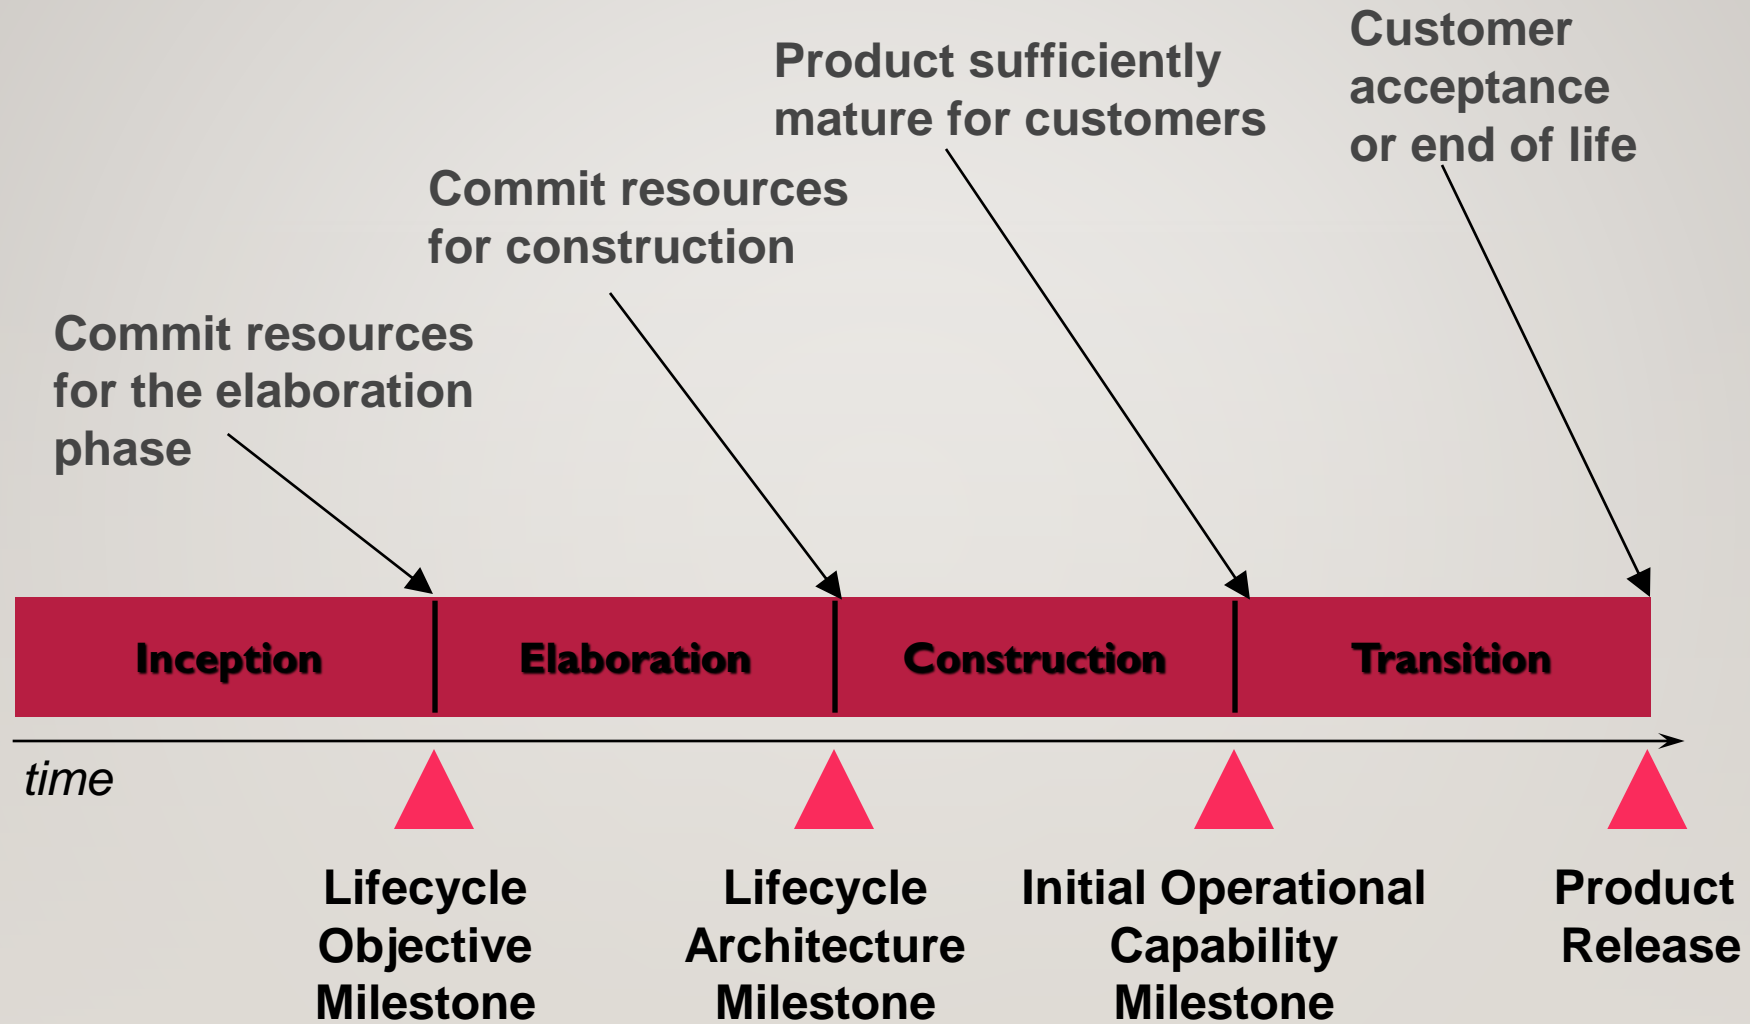 Customer
acceptance
or end of life
Product sufficiently
mature for customers
Commit resources
for construction
Commit resources
for the elaboration
phase
Inception
Elaboration
Construction
Transition
time
Lifecycle
Objective
Milestone
Lifecycle
Architecture
Milestone
Initial Operational
Capability
Milestone
Product
Release